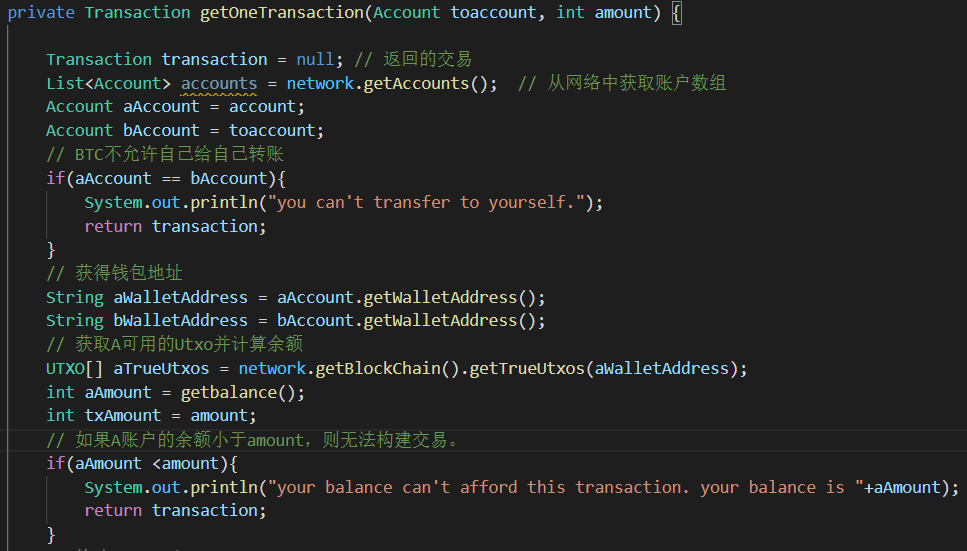 private Transaction getOneTransaction(Account toaccount, int amount) {
Transaction transaction = null; // 返回的交易
List<Account> accounts = network.getAccounts();  // 从网络中获取账户数组
Account aAccount = account;
Account bAccount = toaccount;
// BTC不允许自己给自己转账
if(aAccount == bAccount){
System.out.println("you can't transfer to yourself.");
return transaction;
}
// 获得钱包地址
String aWalletAddress = aAccount.getWalletAddress();
String bWalletAddress = bAccount.getWalletAddress();
// 获取A可用的Utxo并计算余额
UTXO[] aTrueUtxos = network.getBlockChain().getTrueUtxos(aWalletAddress);
int aAmount = getbalance();
int txAmount = amount;
// 如果A账户的余额小于amount，则无法构建交易。
if(aAmount <amount){
System.out.println("your balance can't afford this transaction. your balance is "+aAmount);
return transaction;
}